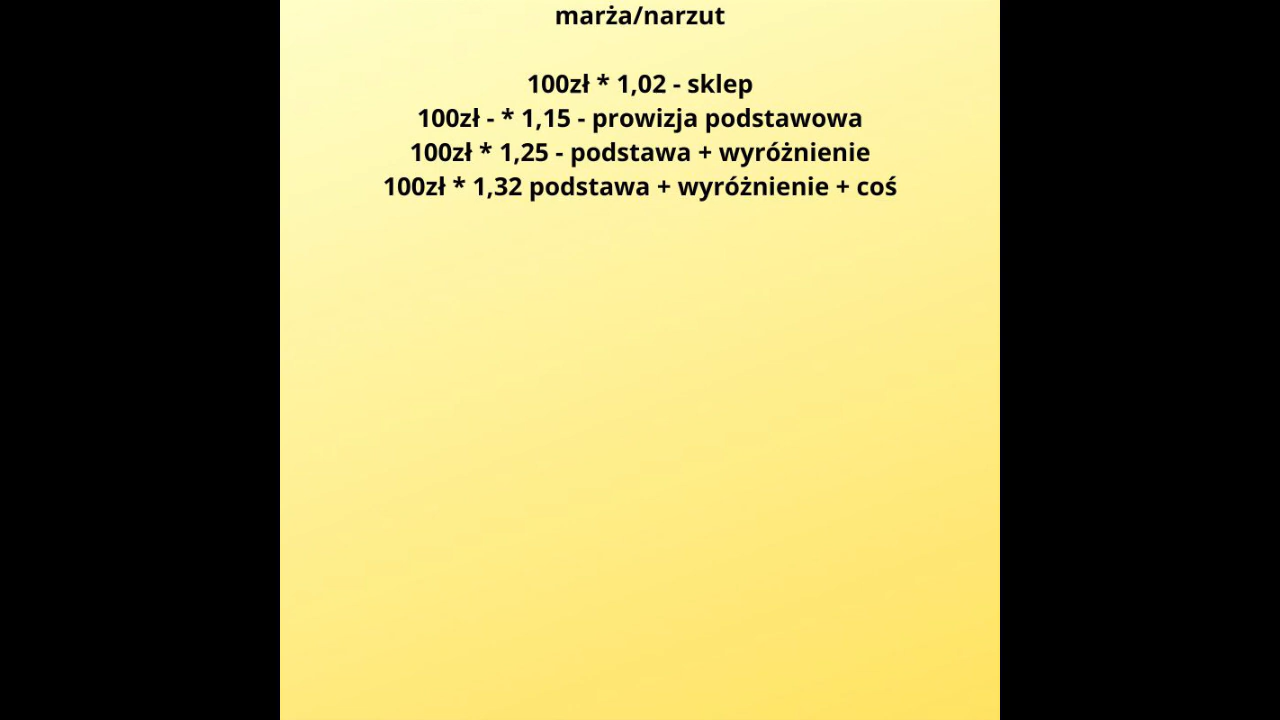 marża/narzut
100zł * 1,02 - sklep
100zł - * 1,15 - prowizja podstawowa
100zł * 1,25 - podstawa + wyróżnienie
100zł * 1,32 podstawa + wyróżnienie + coś